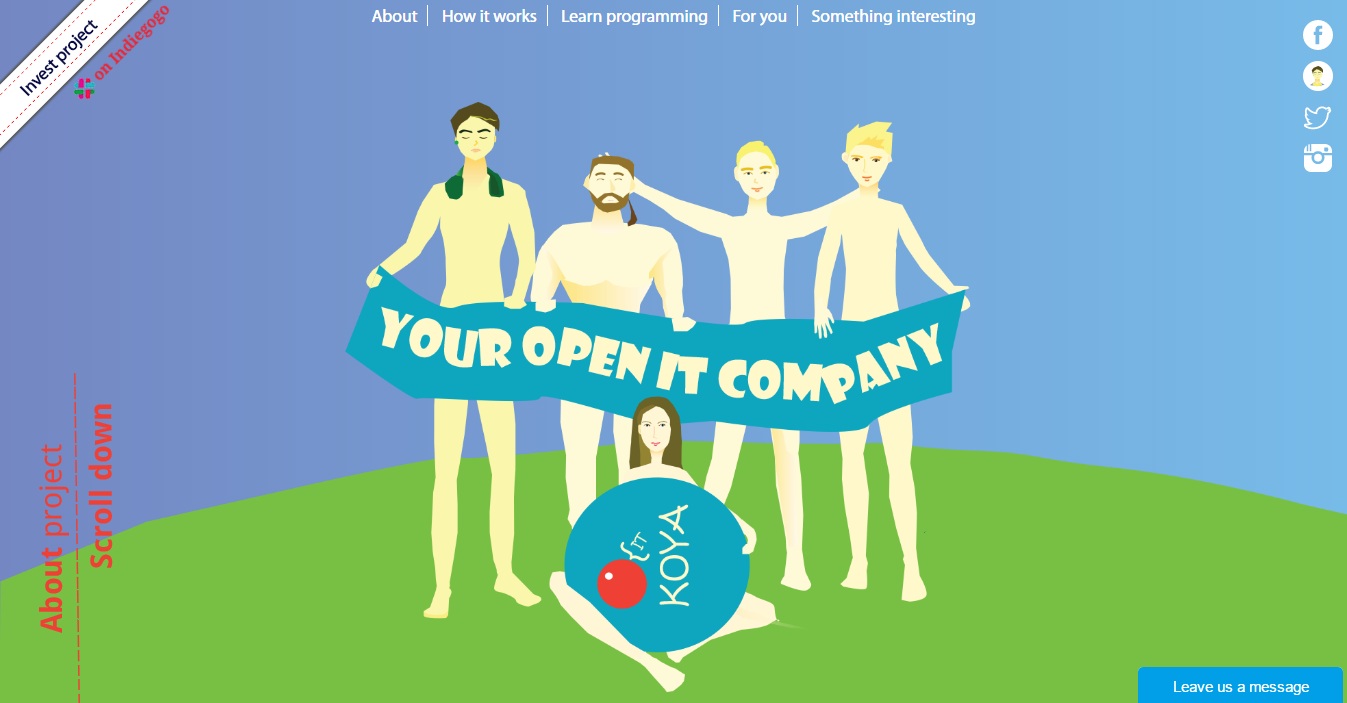 Invest project
on Indiegogo
About
How it works
Learn programming
For you
Something interesting
YOUR OPEN IT COMPANY
{IT
KOYA
About project
Scroll down
Leave us a message